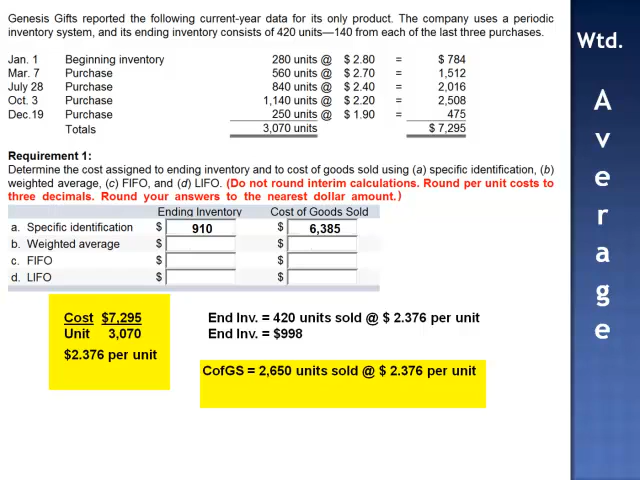 Genesis Gifts reported the following current-year data for its only product. The company uses a periodic
inventory system, and its ending inventory consists of 420 units—140 from each of the last three purchases.
Jan. 1 Beginning inventory 280 units @ $ 2.80 = $ 784
Mar. 7 Purchase 560 units @ $ 2.70 = 1,512
July 28 Purchase 840 units @ $ 2.40 = 2,016
Oct. 3 Purchase 1,140 units @ $ 2.20 = 2,508
Dec.19 Purchase 250 units @ $ 1.90 = 475
Totals 3,070 units $ 7,295
Requirement 1:
Determine the cost assigned to ending inventory and to cost of goods sold using (a) specific identification, (b)
weighted average, (c) FIFO, and (d) LIFO. (Do not round interim calculations. Round per unit costs to
three decimals. Round your answers to the nearest dollar amount.)
Ending Inventory Cost of Goods Sold
a. Specific identification $ 910 $ 6,385
b. Weighted average $ $
c. FIFO $ $
d. LIFO $ $
Cost $7,295
Unit 3,070
$2.376 per unit
End Inv. = 420 units sold @ $ 2.376 per unit
End Inv. = $998
CofGS = 2,650 units sold @ $ 2.376 per unit
Wtd.
A
v
e
r
a
g
e